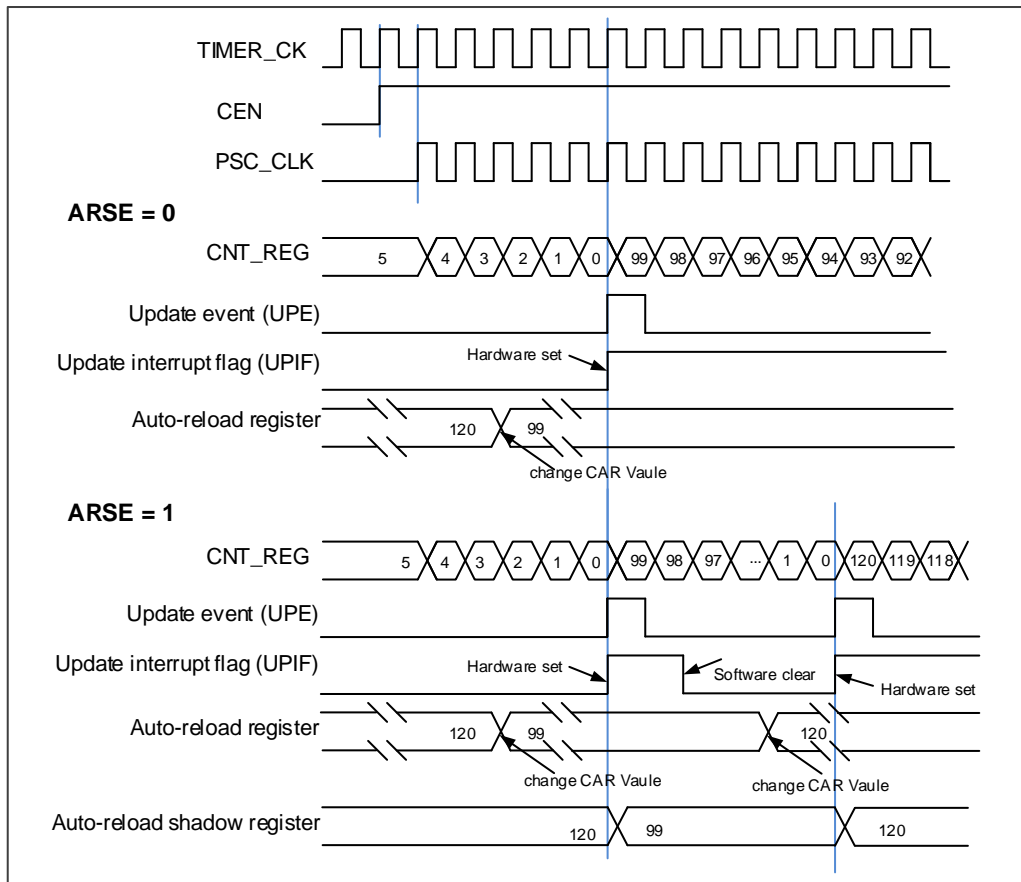 TIMER_CK
CEN
PSC_CLK
ARSE = 0
CNT_REG 5 4 3 2 1 0 99 98 97 96 95 94 93 92
Update event (UPE)
Update interrupt flag (UPIF) Hardware set
Auto-reload register 120 99
change CAR Vaule
ARSE = 1
CNT_REG 5 4 3 2 1 0 99 98 97 ... 1 0 120 119 118
Update event (UPE)
Update interrupt flag (UPIF) Hardware set Software clear Hardware set
Auto-reload register 120 99 120
change CAR Vaule change CAR Vaule
Auto-reload shadow register 120 99 120